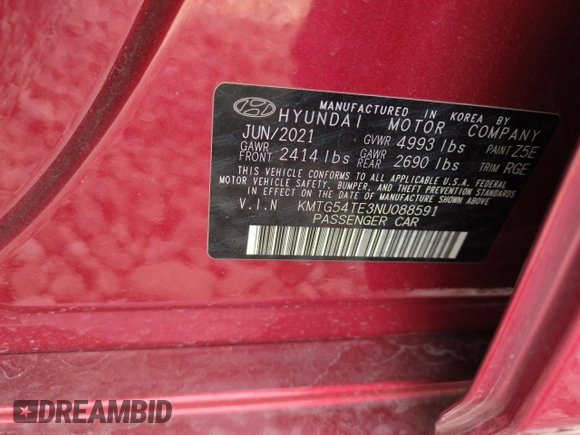 MANUFACTURED IN KOREA BY
HYUNDAI MOTOR COMPANY
JUN/2021 GVWR 4993 lbs PAINT Z5E
GAWR FRONT 2414 lbs GAWR REAR 2690 lbs TRIM RGE
THIS VEHICLE CONFORMS TO ALL APPLICABLE U.S.A. FEDERAL
MOTOR VEHICLE SAFETY, BUMPER, AND THEFT PREVENTION STANDARDS
IN EFFECT ON THE DATE OF MANUFACTURE SHOWN ABOVE.
V.I.N KMTG54TE3NU088591
PASSENGER CAR
DREAMBID